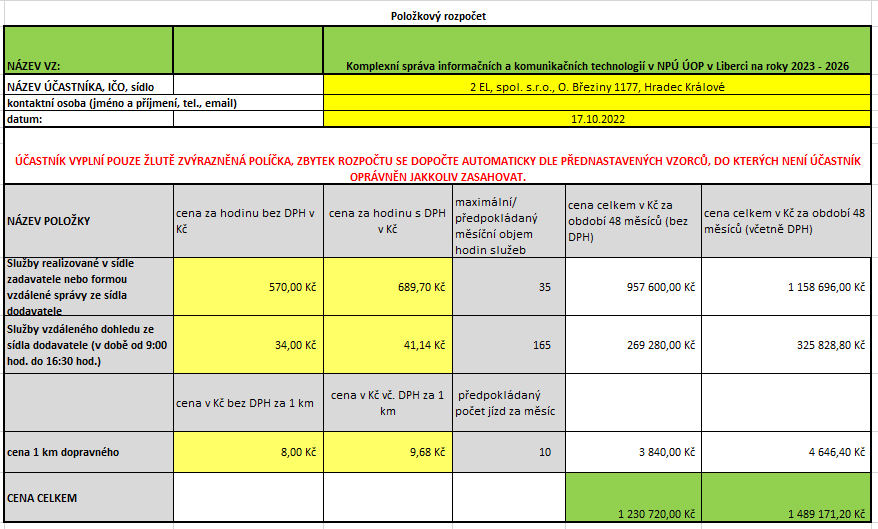 Položkový rozpočet
NÁZEV VZ:
Komplexní správa informačních a komunikačních technologií v NPÚ ÚOP v Liberci na roky 2023 - 2026
NÁZEV ÚČASTNÍKA, IČO, sídlo
2 EL, spol. s.r.o., O. Březiny 1177, Hradec Králové
kontaktní osoba (jméno a příjmení, tel., email)
datum:
17.10.2022
ÚČASTNÍK VYPLNÍ POUZE ŽLUTĚ ZVÝRAZNĚNÁ POLÍČKA, ZBYTEK ROZPOČTU SE DOPOČTE AUTOMATICKY DLE PŘEDNASTAVENÝCH VZORCŮ, DO KTERÝCH NENÍ ÚČASTNÍK
OPRÁVNĚN JAKKOLIV ZASAHOVAT.
NÁZEV POLOŽKY
cena za hodinu bez DPH v
Kč
cena za hodinu s DPH
v Kč
maximální/
předpokládaný
měsíční objem
hodin služeb
cena celkem v Kč za
období 48 měsíců (bez
DPH)
cena celkem v Kč za období 48
měsíců (včetně DPH)
Služby realizované v sídle
zadavatele nebo formou
vzdálené správy ze sídla
dodavatele
570,00 Kč
689,70 Kč
35
957 600,00 Kč
1 158 696,00 Kč
Služby vzdáleného dohledu ze
sídla dodavatele (v době od 9:00
hod. do 16:30 hod.)
34,00 Kč
41,14 Kč
165
269 280,00 Kč
325 828,80 Kč
cena v Kč bez DPH za 1 km
cena v Kč vč. DPH za 1
km
předpokládaný
počet jízd za měsíc
cena 1 km dopravného
8,00 Kč
9,68 Kč
10
3 840,00 Kč
4 646,40 Kč
CENA CELKEM
1 230 720,00 Kč
1 489 171,20 Kč